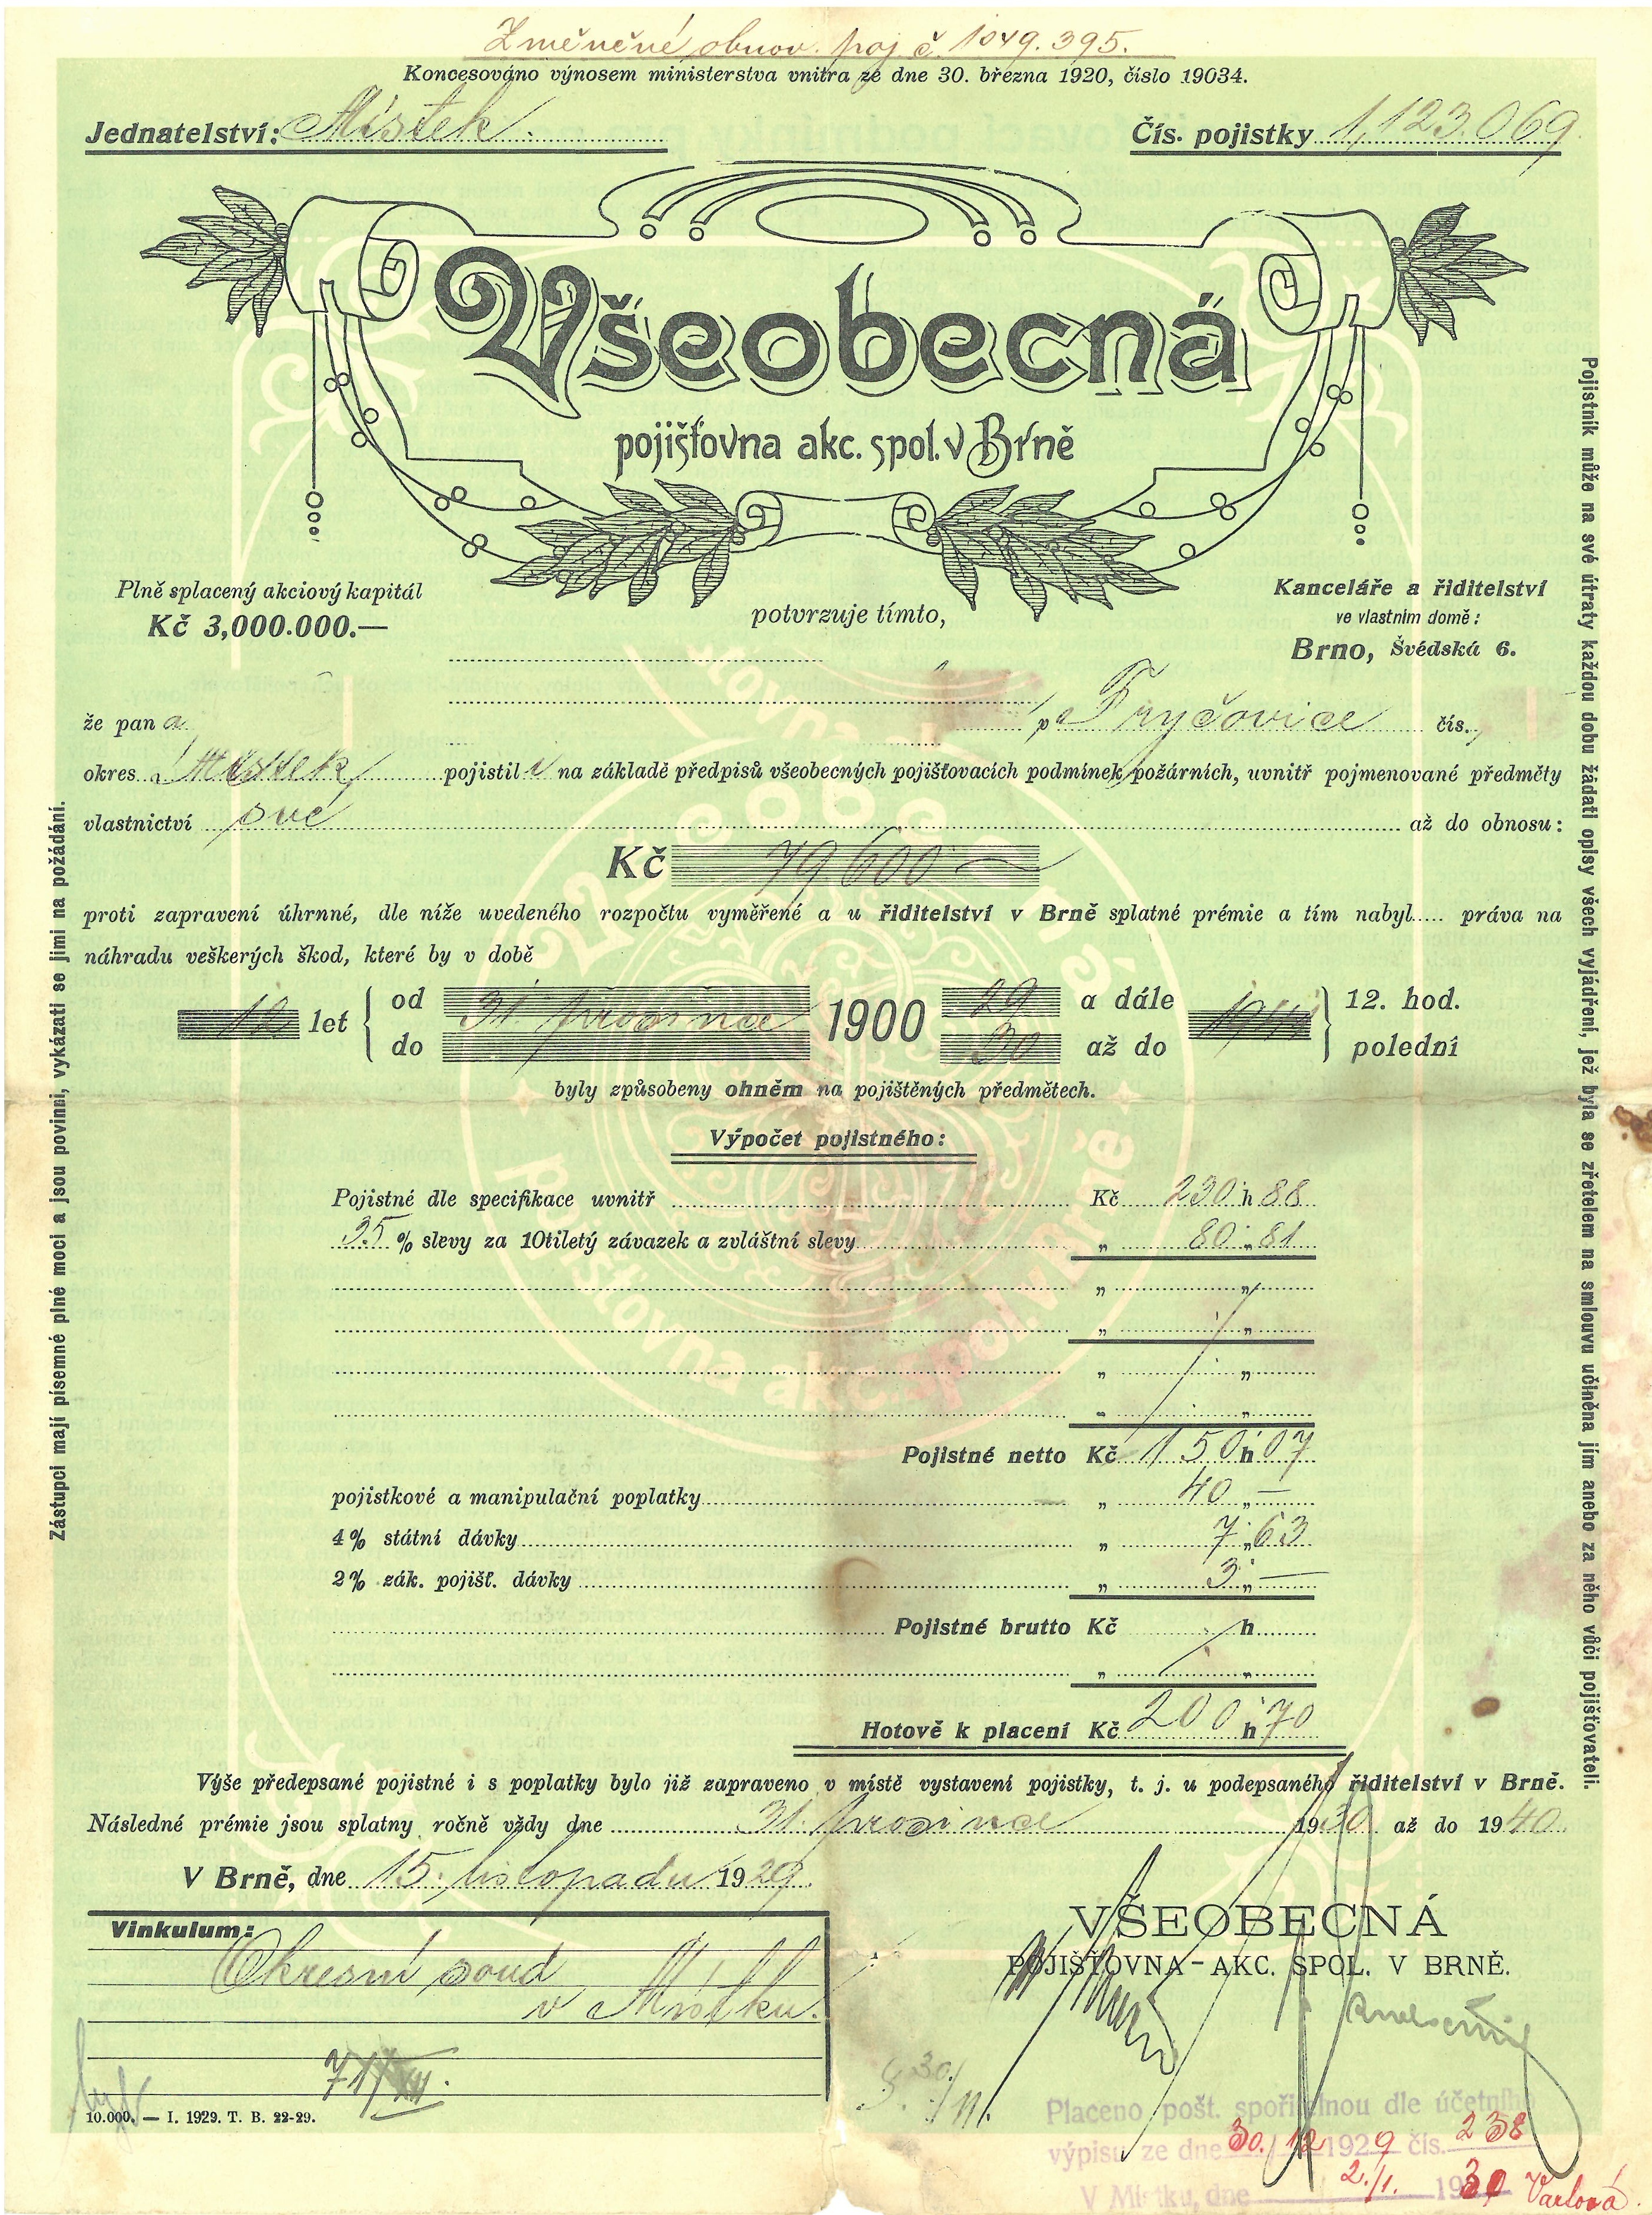 Změněné obnov. poj č. 1049.395.
Koncesováno výnosem ministerstva vnitra ze dne 30. března 1920, číslo 19034.
Jednatelství: Místek Čís. pojistky 1,123.069
Všeobecná
pojišťovna akc. spol. v Brně
Plně splacený akciový kapitál
Kč 3,000.000.—
potvrzuje tímto,
Kanceláře a řiditelství
ve vlastním domě:
Brno, Švédská 6.
že pan a Fryčovice čís.
okres Místek pojistil na základě předpisů všeobecných pojišťovacích podmínek požárních, uvnitř pojmenované předměty
vlastnictví své až do obnosu:
Kč 79.600 —
proti zapravení úhrnné, dle níže uvedeného rozpočtu vyměřené a u řiditelství v Brně splatné prémie a tím nabyl..... práva na
náhradu veškerých škod, které by v době
12 let od 31. prosince 1900 29 a dále 12. hod.
do 30 až do polední
byly způsobeny ohněm na pojištěných předmětech.
Výpočet pojistného:
Pojistné dle specifikace uvnitř Kč 230 h 88
35 % slevy za 10tiletý závazek a zvláštní slevy „ 80 „ 81
„ „
„ „
„ „
„ „
Pojistné netto Kč 150 h 07
pojistkové a manipulační poplatky „ 40 „ —
4% státní dávky „ 7 „ 63
2% zák. pojišť. dávky „ 3 „ —
Pojistné brutto Kč h
„ „
Hotově k placení Kč 200 h 70
Výše předepsané pojistné i s poplatky bylo již zapraveno v místě vystavení pojistky, t. j. u podepsaného řiditelství v Brně.
Následné prémie jsou splatny ročně vždy dne 31. prosince 1930 až do 1940
V Brně, dne 15. listopadu 1929.
Vinkulum:
Okresní soud
v Místku.
VŠEOBECNÁ
POJIŠŤOVNA - AKC. SPOL. V BRNĚ.
10.000. — I. 1929. T. B. 22-29.
Placeno pošt. spořitelnou dle účetního
výpisu ze dne 30./12 1929 čís. 238
V Místku, dne 2./1. 1930 Varlová
Zástupci mají písemné plné moci a jsou povinni, vykázati se jimi na požádání.
Pojistník může na své útraty každou dobu žádati opisy všech vyjádření, jež byla se zřetelem na smlouvu učiněna jím anebo za něho vůči pojišťovateli.